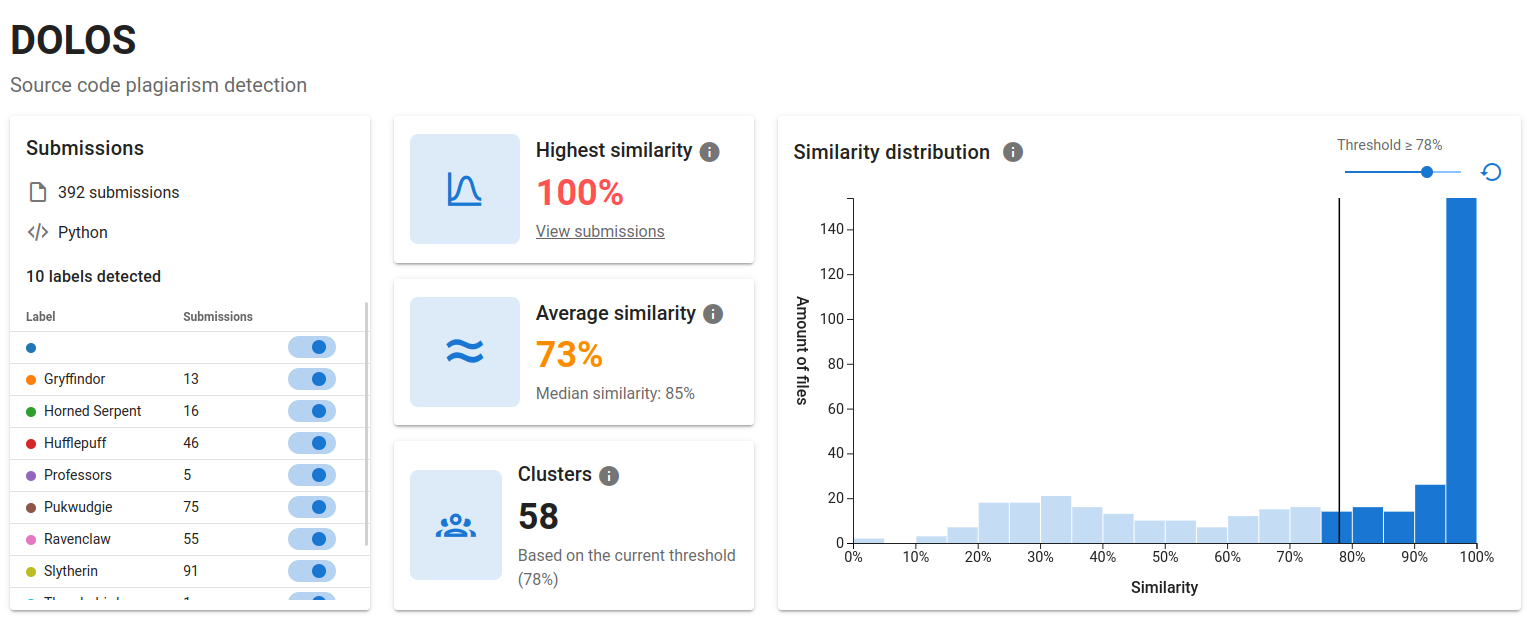 DOLOS
Source code plagiarism detection
Submissions
392 submissions
Python
10 labels detected
Label Submissions
Gryffindor 13
Horned Serpent 16
Hufflepuff 46
Professors 5
Pukwudgie 75
Ravenclaw 55
Slytherin 91
Highest similarity
100%
View submissions
Average similarity
73%
Median similarity: 85%
Clusters
58
Based on the current threshold
(78%)
Similarity distribution
Threshold ≥ 78%
Amount of files
140
120
100
80
60
40
20
0
0% 10% 20% 30% 40% 50% 60% 70% 80% 90% 100%
Similarity